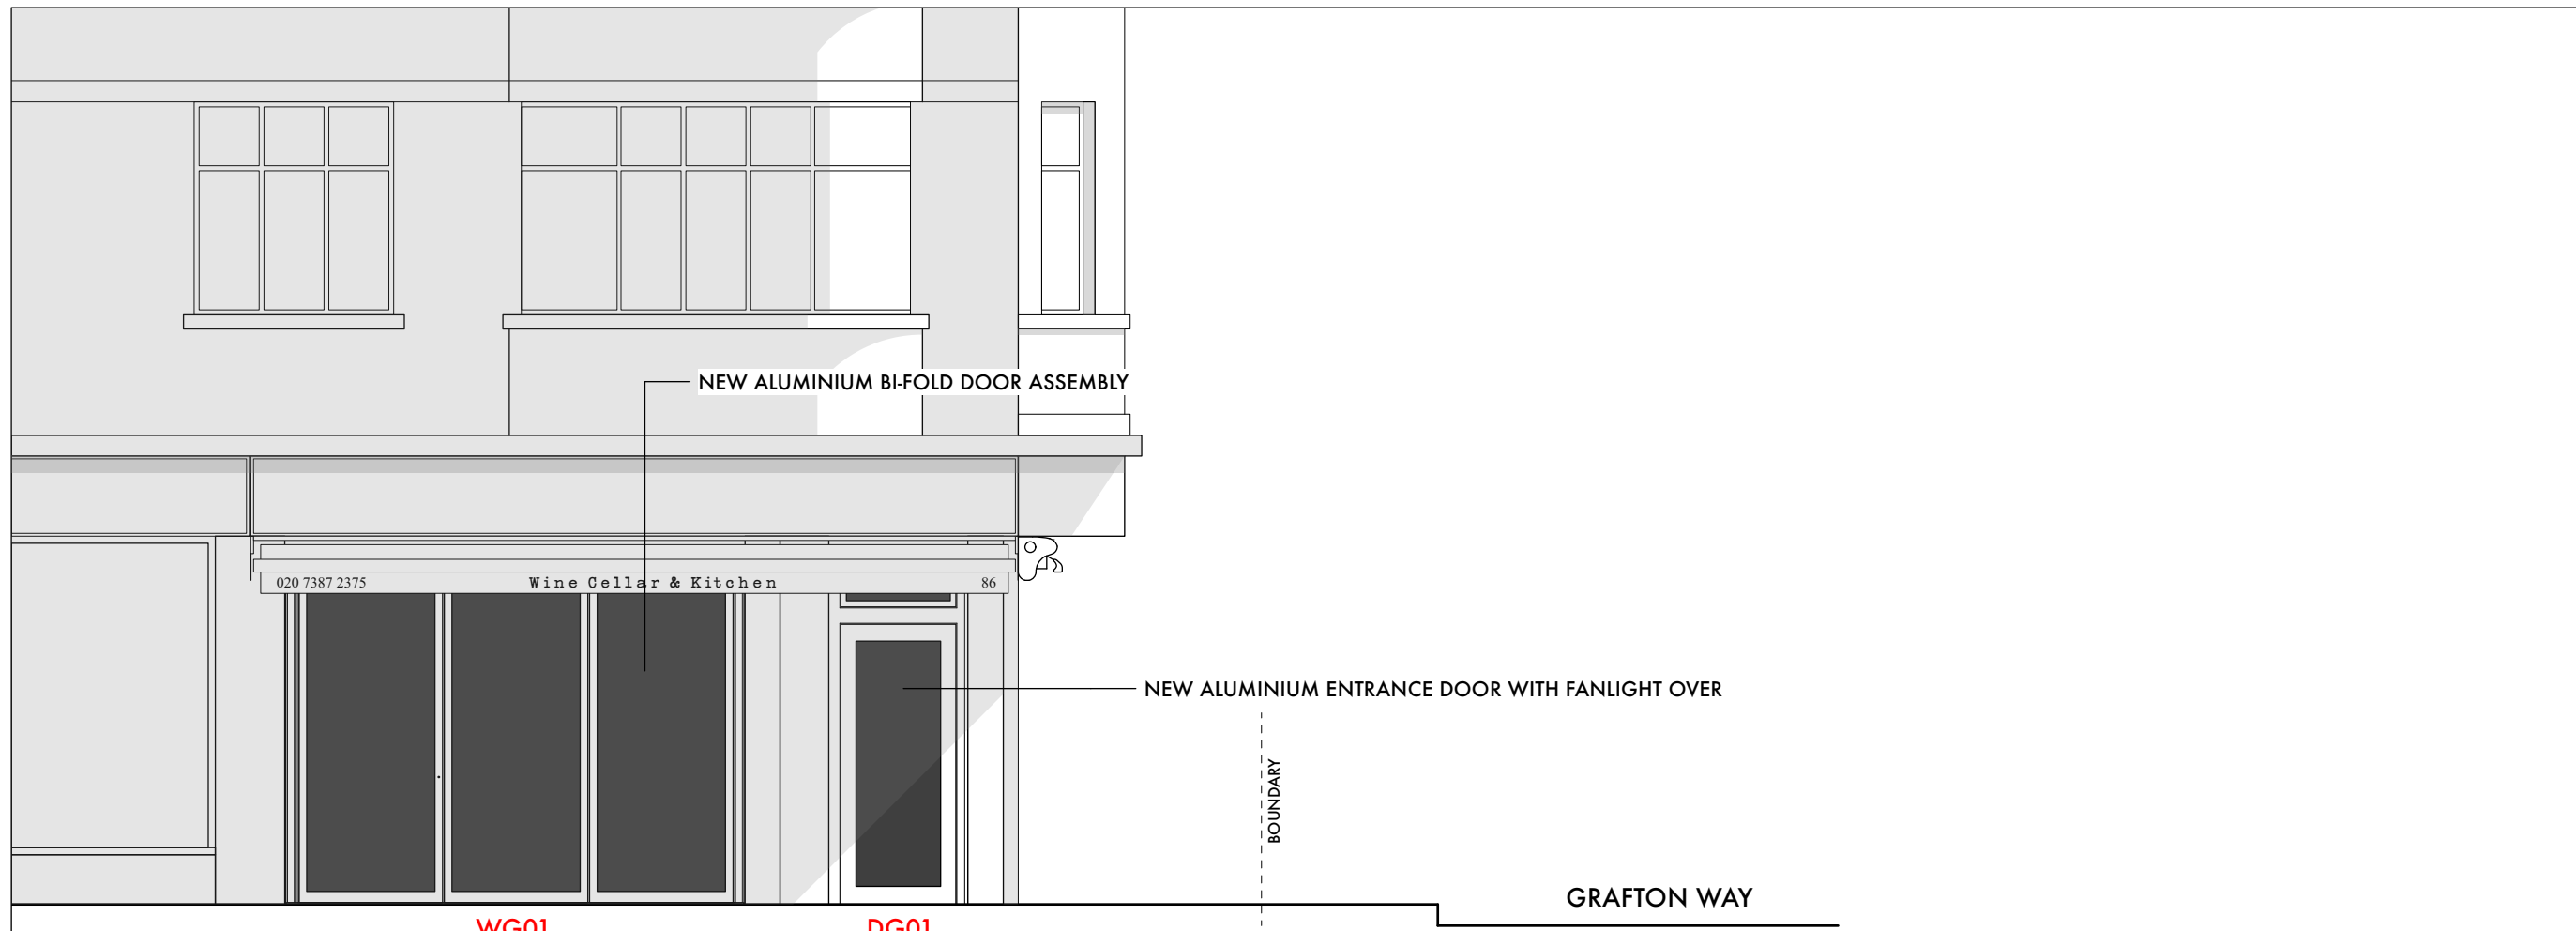 NEW ALUMINIUM BI-FOLD DOOR ASSEMBLY
020 7387 2375 Wine Cellar & Kitchen 86
NEW ALUMINIUM ENTRANCE DOOR WITH FANLIGHT OVER
BOUNDARY
GRAFTON WAY
WG01 DG01